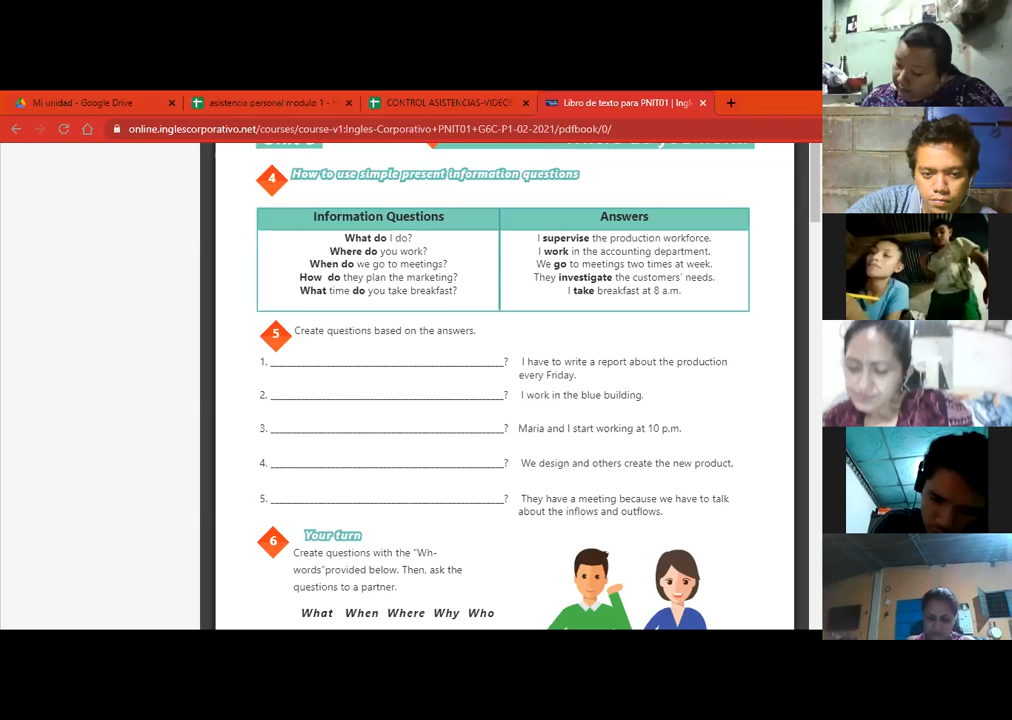 Mi unidad - Google Drive
asistencia personal modulo 1 -
CONTROL ASISTENCIAS-VIDEOS
Libro de texto para PNIT01 | Ingl
online.inglescorporativo.net/courses/course-v1:Ingles-Corporativo+PNIT01+G6C-P1-02-2021/pdfbook/0/
4 How to use simple present information questions
Information Questions Answers
What do I do? I supervise the production workforce.
Where do you work? I work in the accounting department.
When do we go to meetings? We go to meetings two times at week.
How do they plan the marketing? They investigate the customers' needs.
What time do you take breakfast? I take breakfast at 8 a.m.
5 Create questions based on the answers.
1. ______________________________? I have to write a report about the production
every Friday.
2. ______________________________? I work in the blue building.
3. ______________________________? Maria and I start working at 10 p.m.
4. ______________________________? We design and others create the new product.
5. ______________________________? They have a meeting because we have to talk
about the inflows and outflows.
6 Your turn
Create questions with the "Wh-
words"provided below. Then, ask the
questions to a partner.
What When Where Why Who